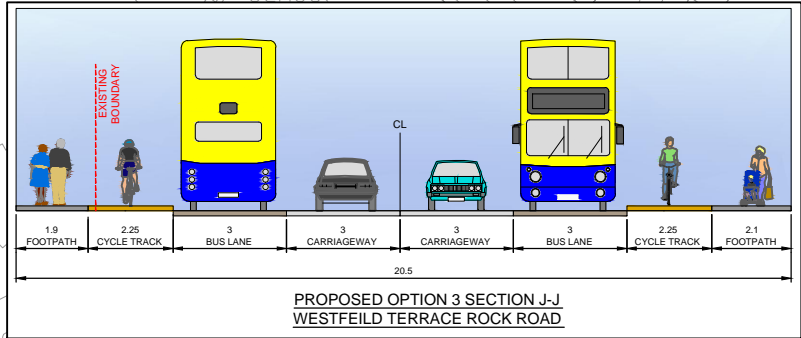 EXISTING
BOUNDARY
CL
1.9
FOOTPATH
2.25
CYCLE TRACK
3
BUS LANE
3
CARRIAGEWAY
3
CARRIAGEWAY
3
BUS LANE
2.25
CYCLE TRACK
2.1
FOOTPATH
20.5
PROPOSED OPTION 3 SECTION J-J
WESTFEILD TERRACE ROCK ROAD